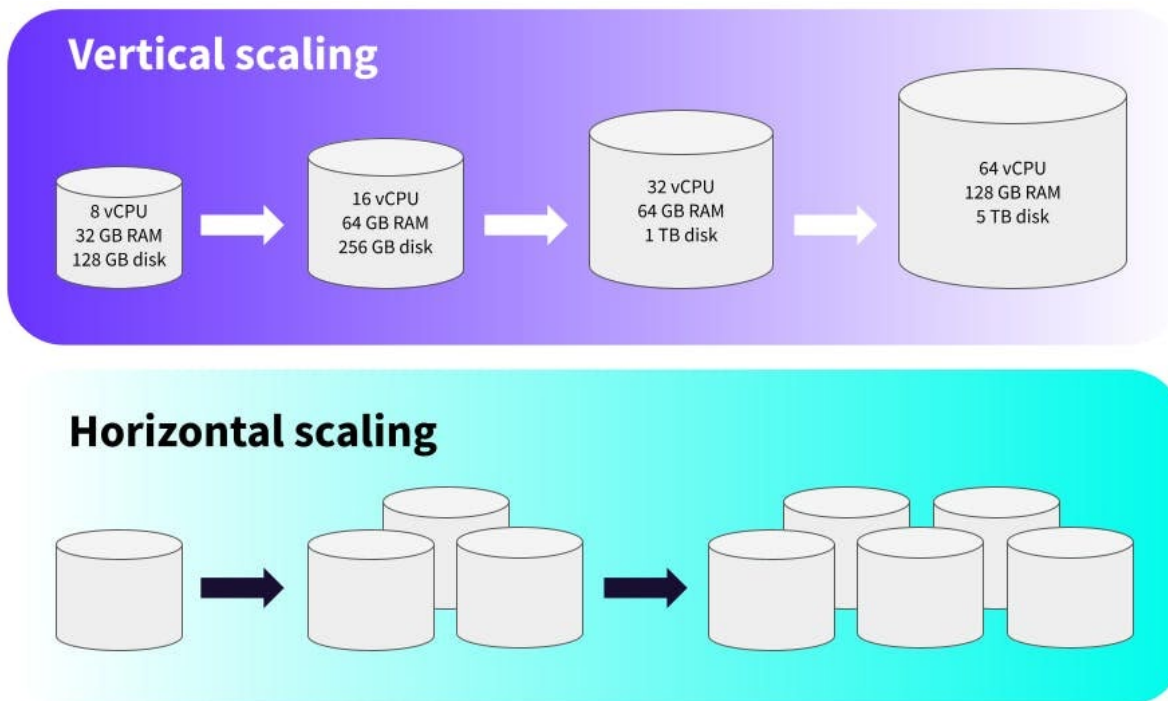 Vertical scaling
8 vCPU
32 GB RAM
128 GB disk
16 vCPU
64 GB RAM
256 GB disk
32 vCPU
64 GB RAM
1 TB disk
64 vCPU
128 GB RAM
5 TB disk
Horizontal scaling